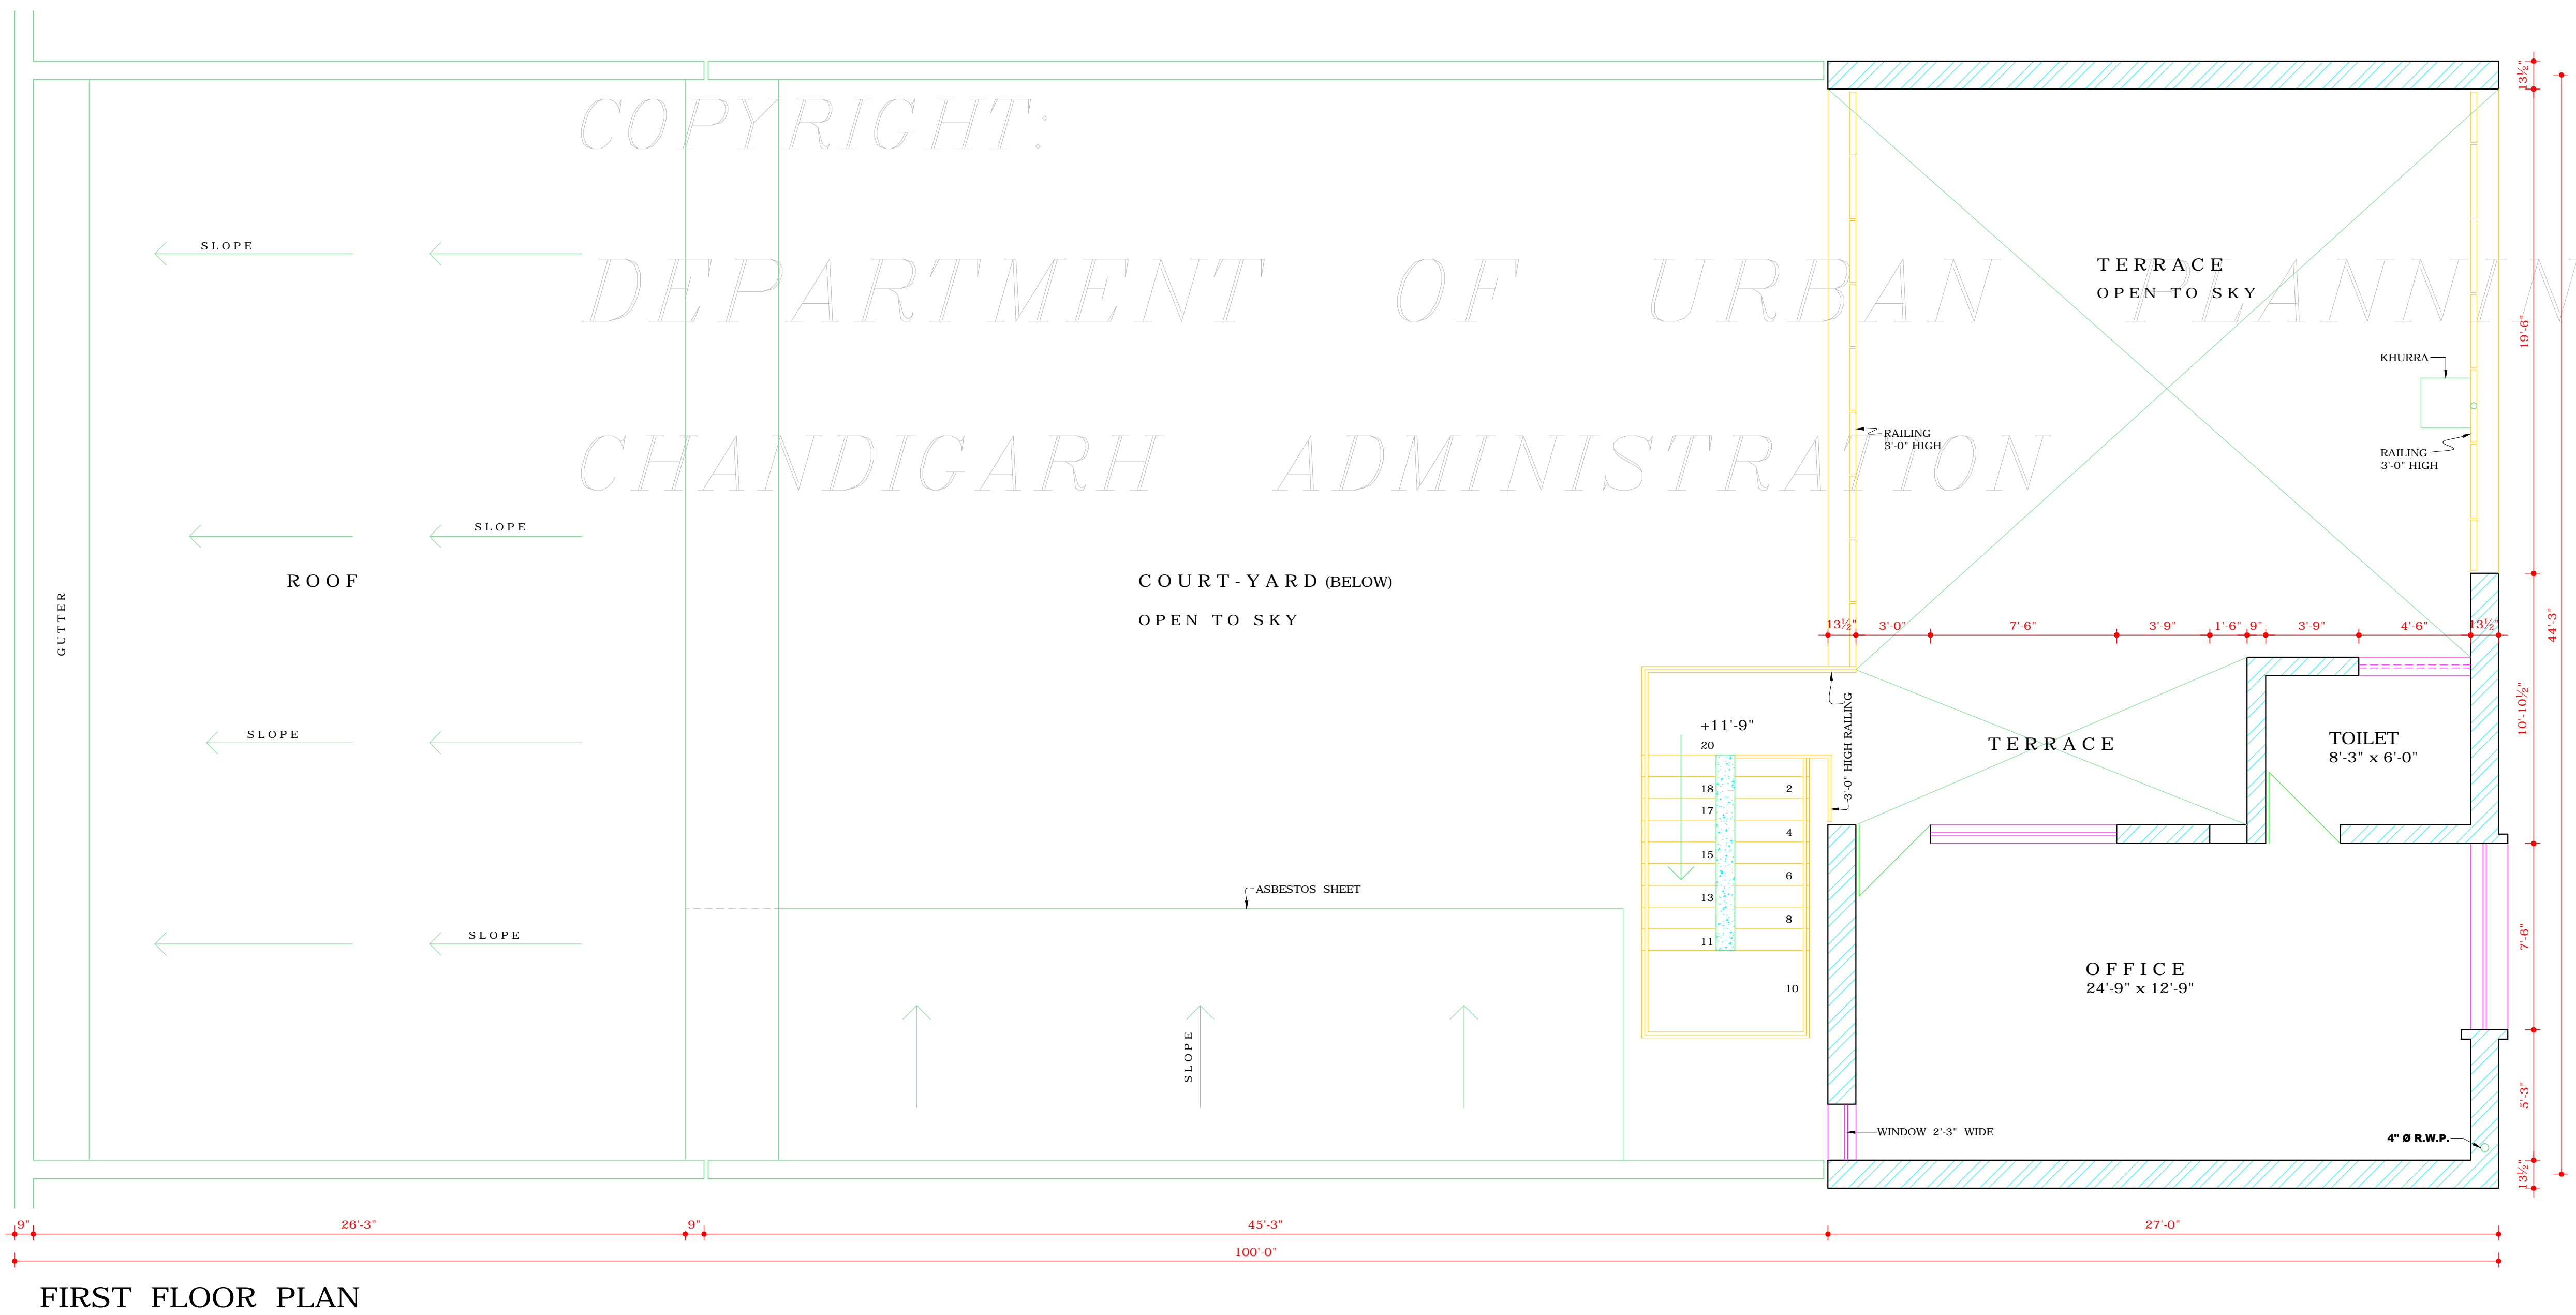 COPYRIGHT:
DEPARTMENT OF URBAN PLANNIN
CHANDIGARH ADMINISTRATION
SLOPE
SLOPE
SLOPE
SLOPE
SLOPE
GUTTER
ROOF
COURT-YARD (BELOW)
OPEN TO SKY
ASBESTOS SHEET
TERRACE
OPEN TO SKY
KHURRA
RAILING
3'-0" HIGH
RAILING
3'-0" HIGH
13½"
3'-0"
7'-6"
3'-9"
1'-6"
9"
3'-9"
4'-6"
13½"
+11'-9"
20
18
17
15
13
11
2
4
6
8
10
3'-0" HIGH RAILING
TERRACE
TOILET
8'-3" x 6'-0"
OFFICE
24'-9" x 12'-9"
WINDOW 2'-3" WIDE
4" Ø R.W.P.
13½"
19'-6"
10'-10½"
7'-6"
5'-3"
13½"
44'-3"
9"
26'-3"
9"
45'-3"
27'-0"
100'-0"
FIRST FLOOR PLAN